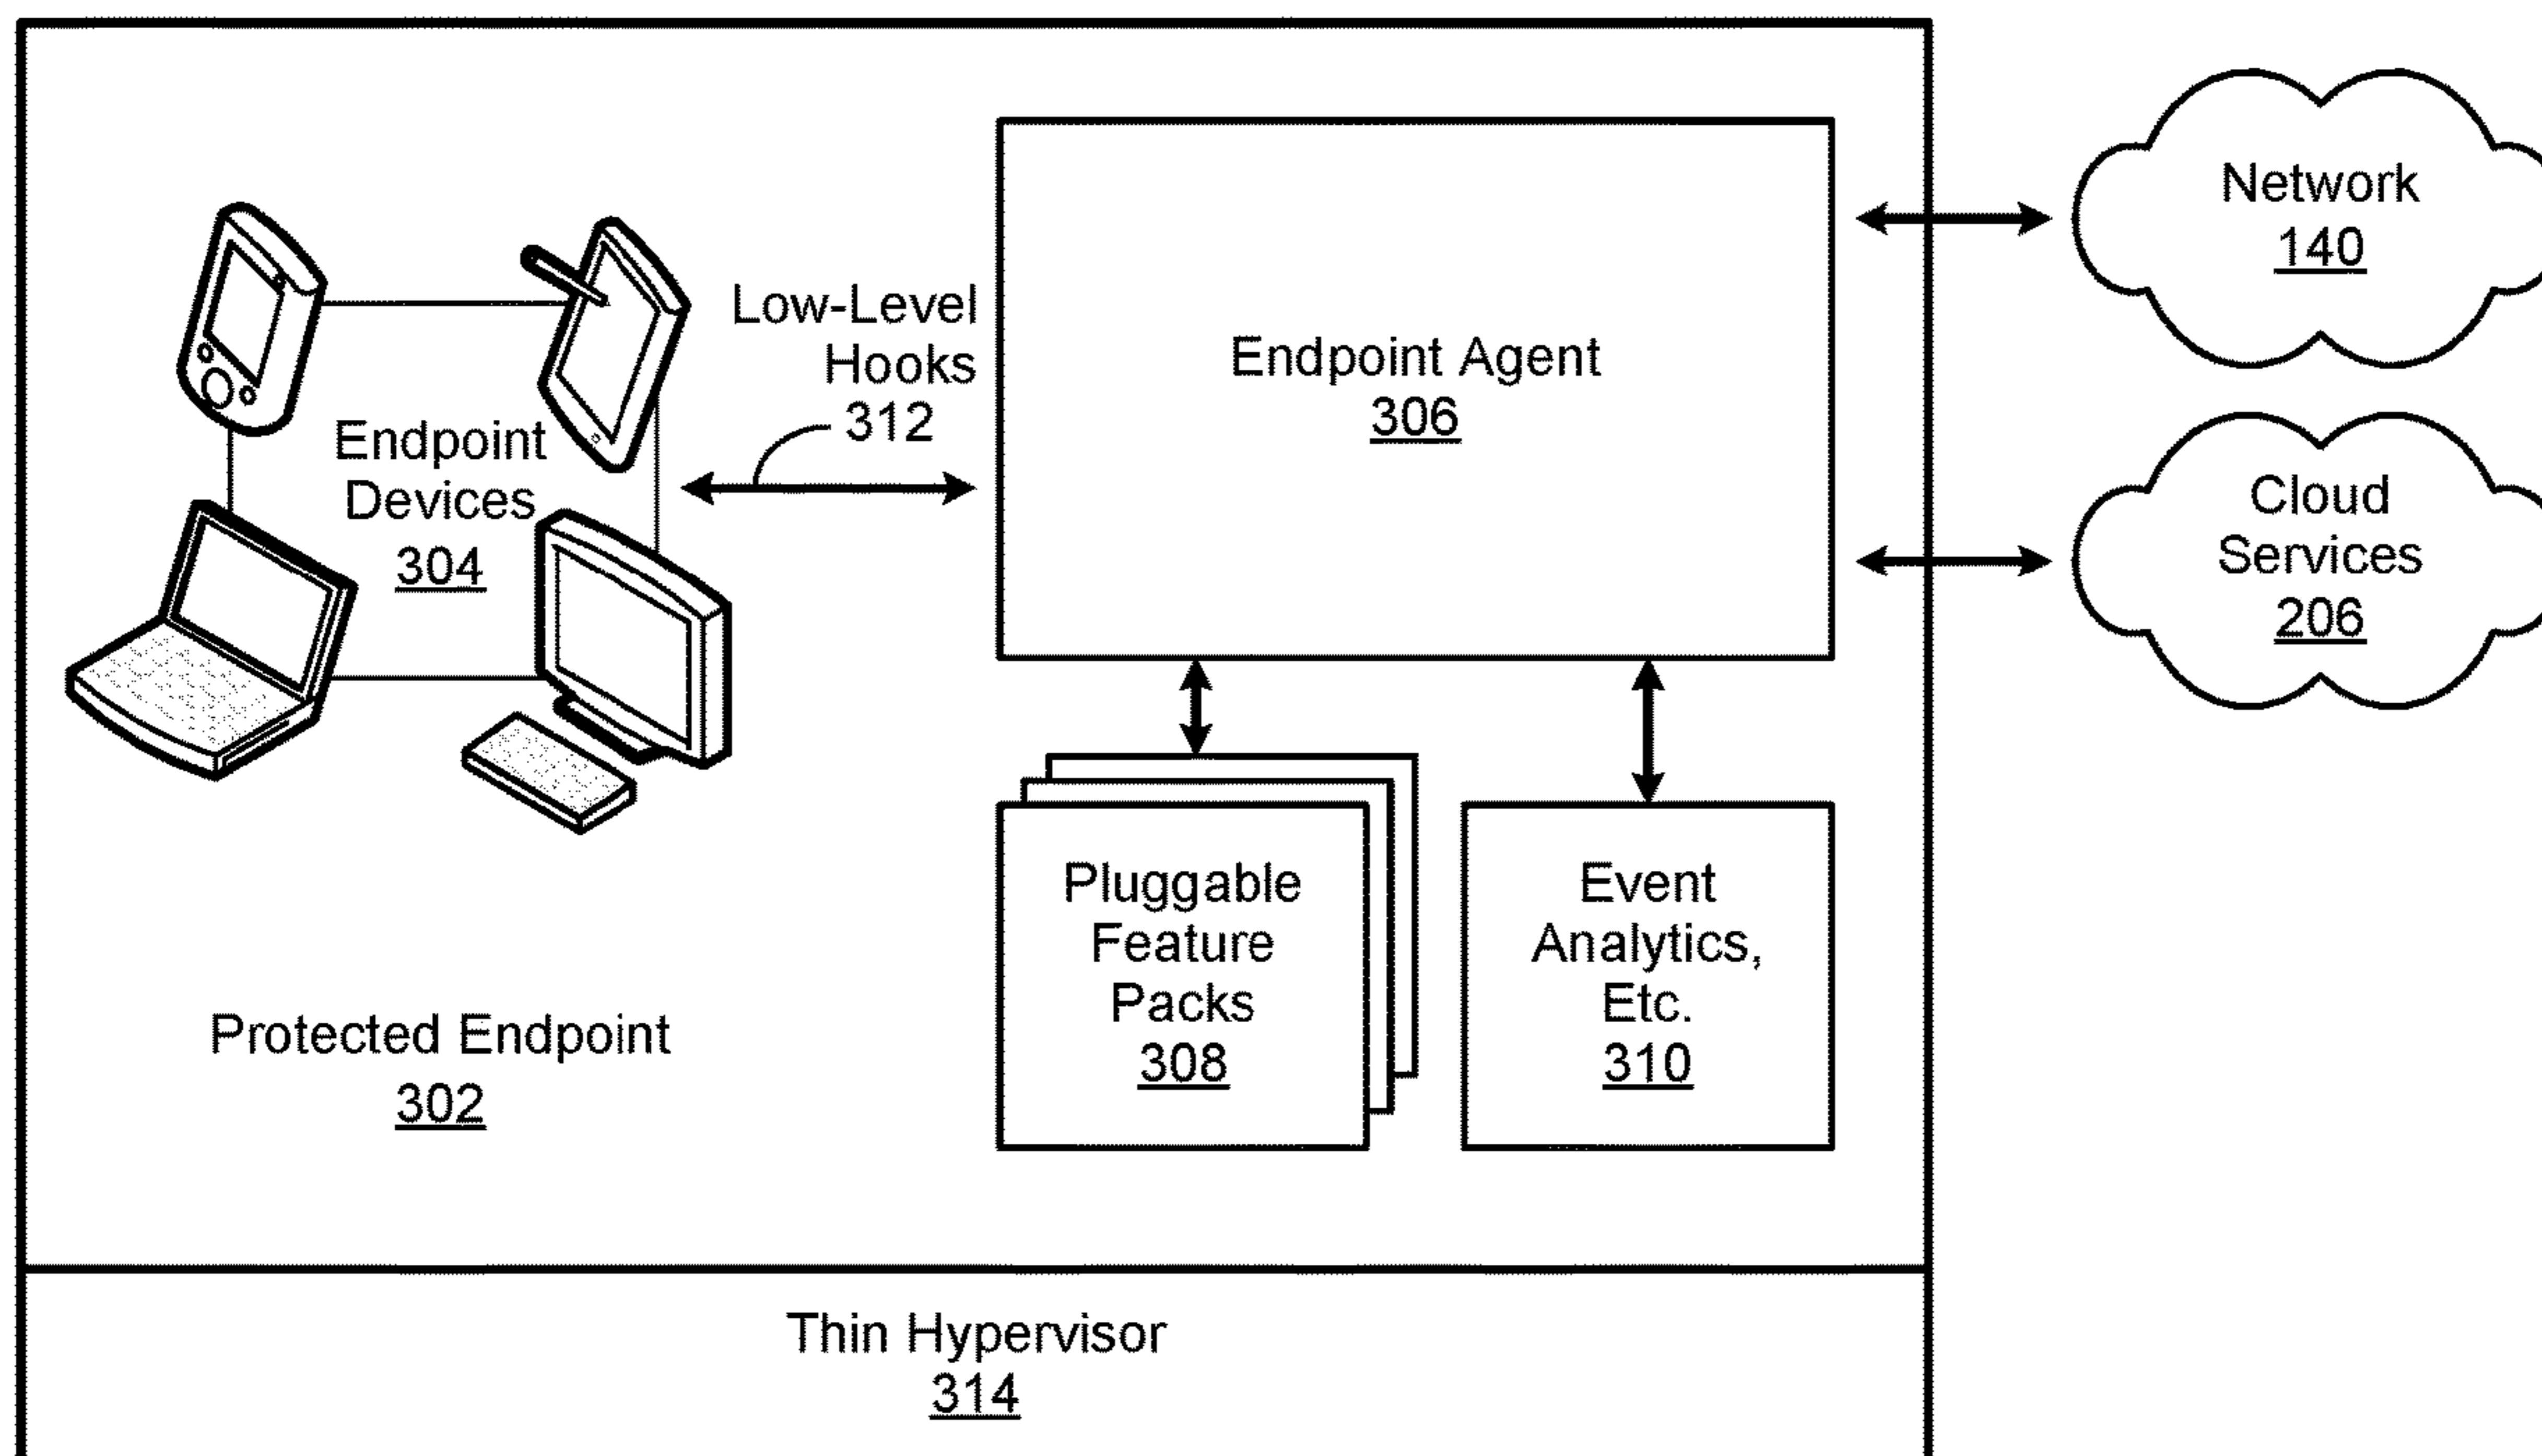 Network
140
Low-Level
Hooks
312
Endpoint Agent
306
Endpoint
Devices
304
Cloud
Services
206
Pluggable
Feature
Packs
308
Event
Analytics,
Etc.
310
Protected Endpoint
302
Thin Hypervisor
314